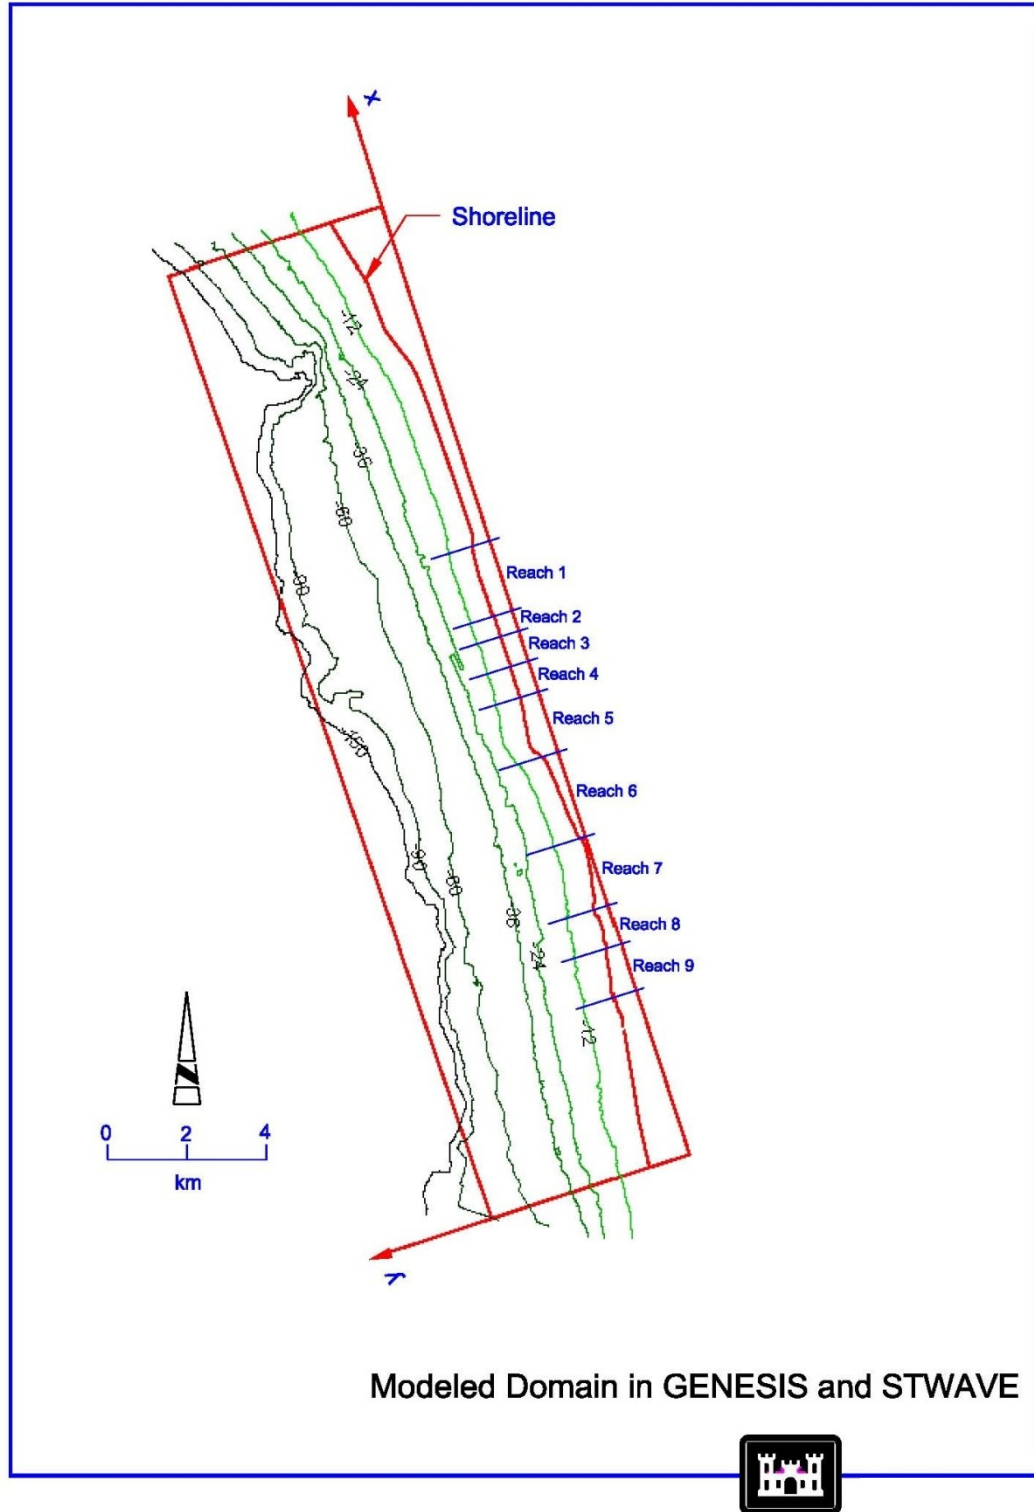 x
Shoreline
-12
-24
-36
-60
-90
Reach 1
Reach 2
Reach 3
Reach 4
Reach 5
-150
Reach 6
-90
-60
Reach 7
-36
Reach 8
-24
Reach 9
-12
0 2 4
km
y
Modeled Domain in GENESIS and STWAVE